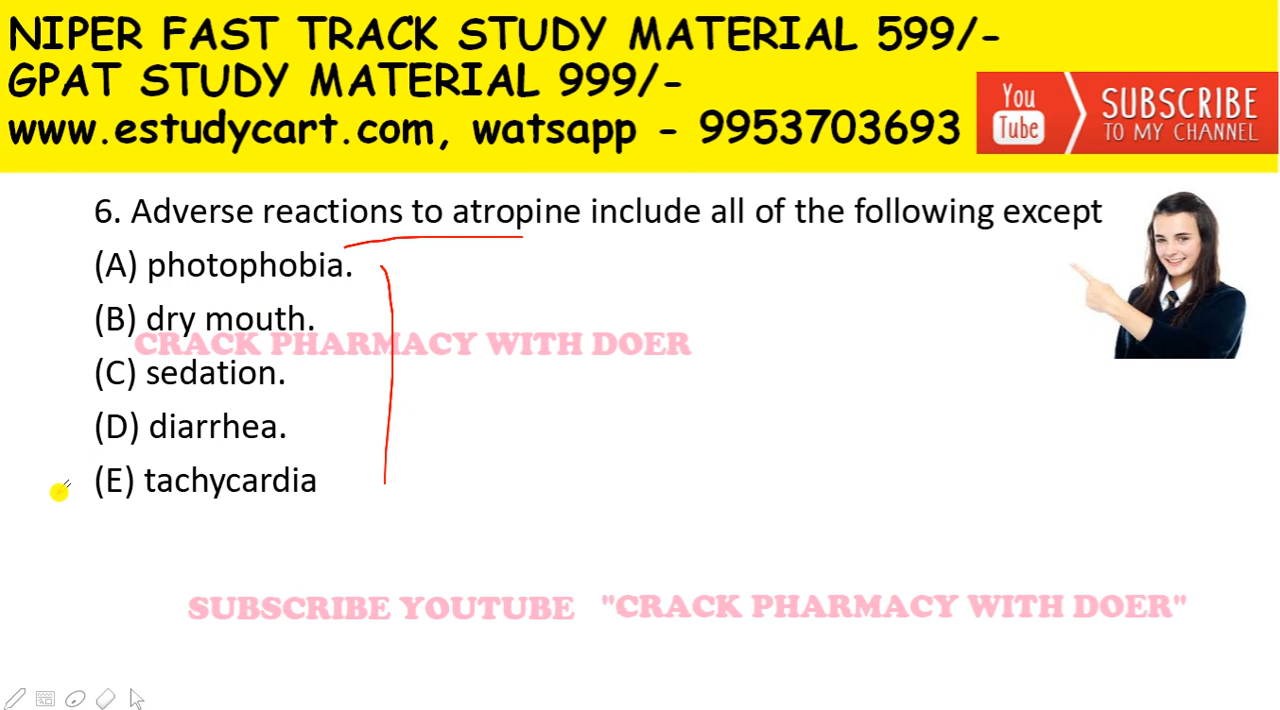 NIPER FAST TRACK STUDY MATERIAL 599/-
GPAT STUDY MATERIAL 999/-
www.estudycart.com, watsapp - 9953703693
You
Tube
SUBSCRIBE
TO MY CHANNEL
6. Adverse reactions to atropine include all of the following except
(A) photophobia.
(B) dry mouth.
CRACK PHARMACY WITH DOER
(C) sedation.
(D) diarrhea.
(E) tachycardia
SUBSCRIBE YOUTUBE "CRACK PHARMACY WITH DOER"